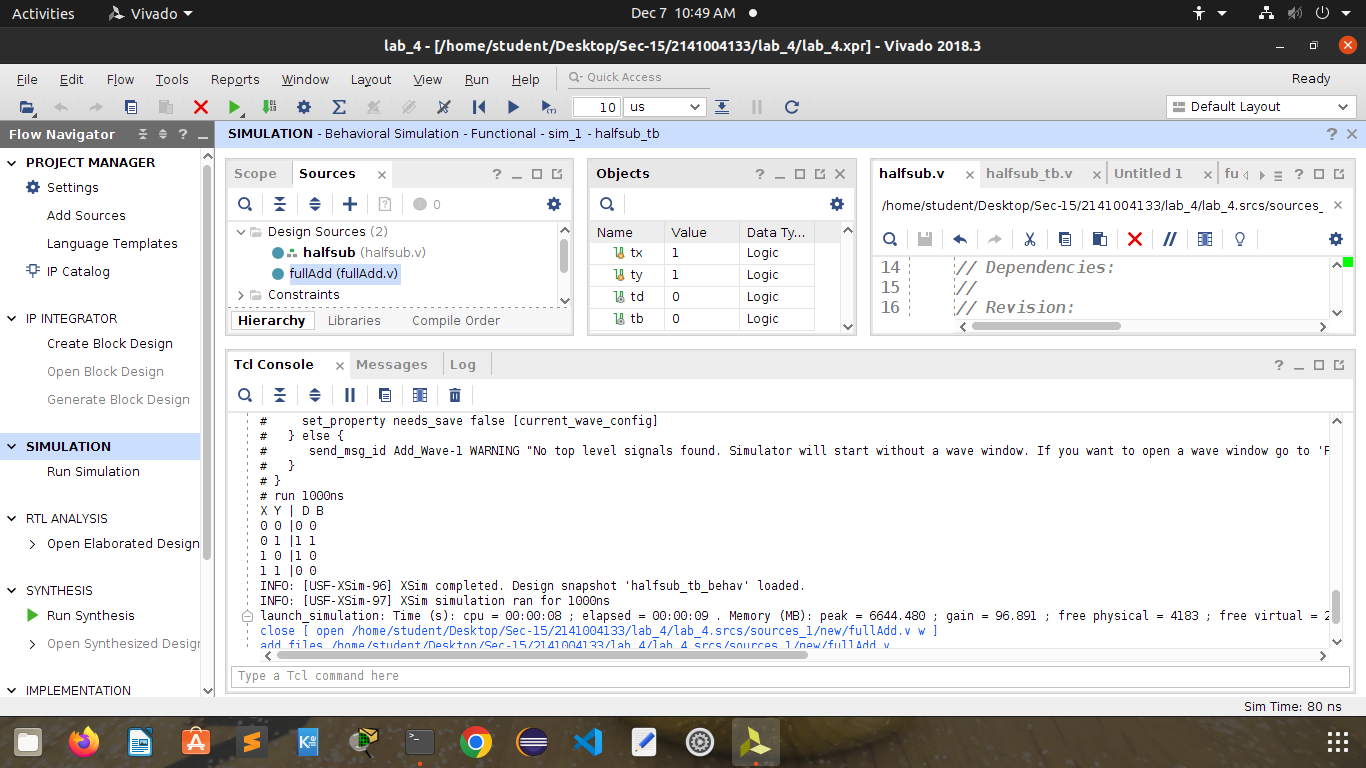 Activities
Vivado
Dec 7 10:49 AM
lab_4 - [/home/student/Desktop/Sec-15/2141004133/lab_4/lab_4.xpr] - Vivado 2018.3
File Edit Flow Tools Reports Window Layout View Run Help
Quick Access
Ready
10 us
Default Layout
Flow Navigator
SIMULATION - Behavioral Simulation - Functional - sim_1 - halfsub_tb
PROJECT MANAGER
Settings
Add Sources
Language Templates
IP Catalog
IP INTEGRATOR
Create Block Design
Open Block Design
Generate Block Design
SIMULATION
Run Simulation
RTL ANALYSIS
Open Elaborated Design
SYNTHESIS
Run Synthesis
Open Synthesized Design
IMPLEMENTATION
Scope Sources
0
Design Sources (2)
halfsub (halfsub.v)
fullAdd (fullAdd.v)
Constraints
Hierarchy Libraries Compile Order
Objects
Name Value Data Ty...
tx 1 Logic
ty 1 Logic
td 0 Logic
tb 0 Logic
halfsub.v halfsub_tb.v Untitled 1 fu
/home/student/Desktop/Sec-15/2141004133/lab_4/lab_4.srcs/sources_
14 // Dependencies:
15 //
16 // Revision:
Tcl Console Messages Log
# set_property needs_save false [current_wave_config]
# } else {
# send_msg_id Add_Wave-1 WARNING "No top level signals found. Simulator will start without a wave window. If you want to open a wave window go to 'F
# }
# }
# run 1000ns
X Y | D B
0 0 |0 0
0 1 |1 1
1 0 |1 0
1 1 |0 0
INFO: [USF-XSim-96] XSim completed. Design snapshot 'halfsub_tb_behav' loaded.
INFO: [USF-XSim-97] XSim simulation ran for 1000ns
launch_simulation: Time (s): cpu = 00:00:08 ; elapsed = 00:00:09 . Memory (MB): peak = 6644.480 ; gain = 96.891 ; free physical = 4183 ; free virtual = 2
close [ open /home/student/Desktop/Sec-15/2141004133/lab_4/lab_4.srcs/sources_1/new/fullAdd.v w ]
add_files /home/student/Desktop/Sec-15/2141004133/lab_4/lab_4.srcs/sources_1/new/fullAdd.v
Type a Tcl command here
Sim Time: 80 ns